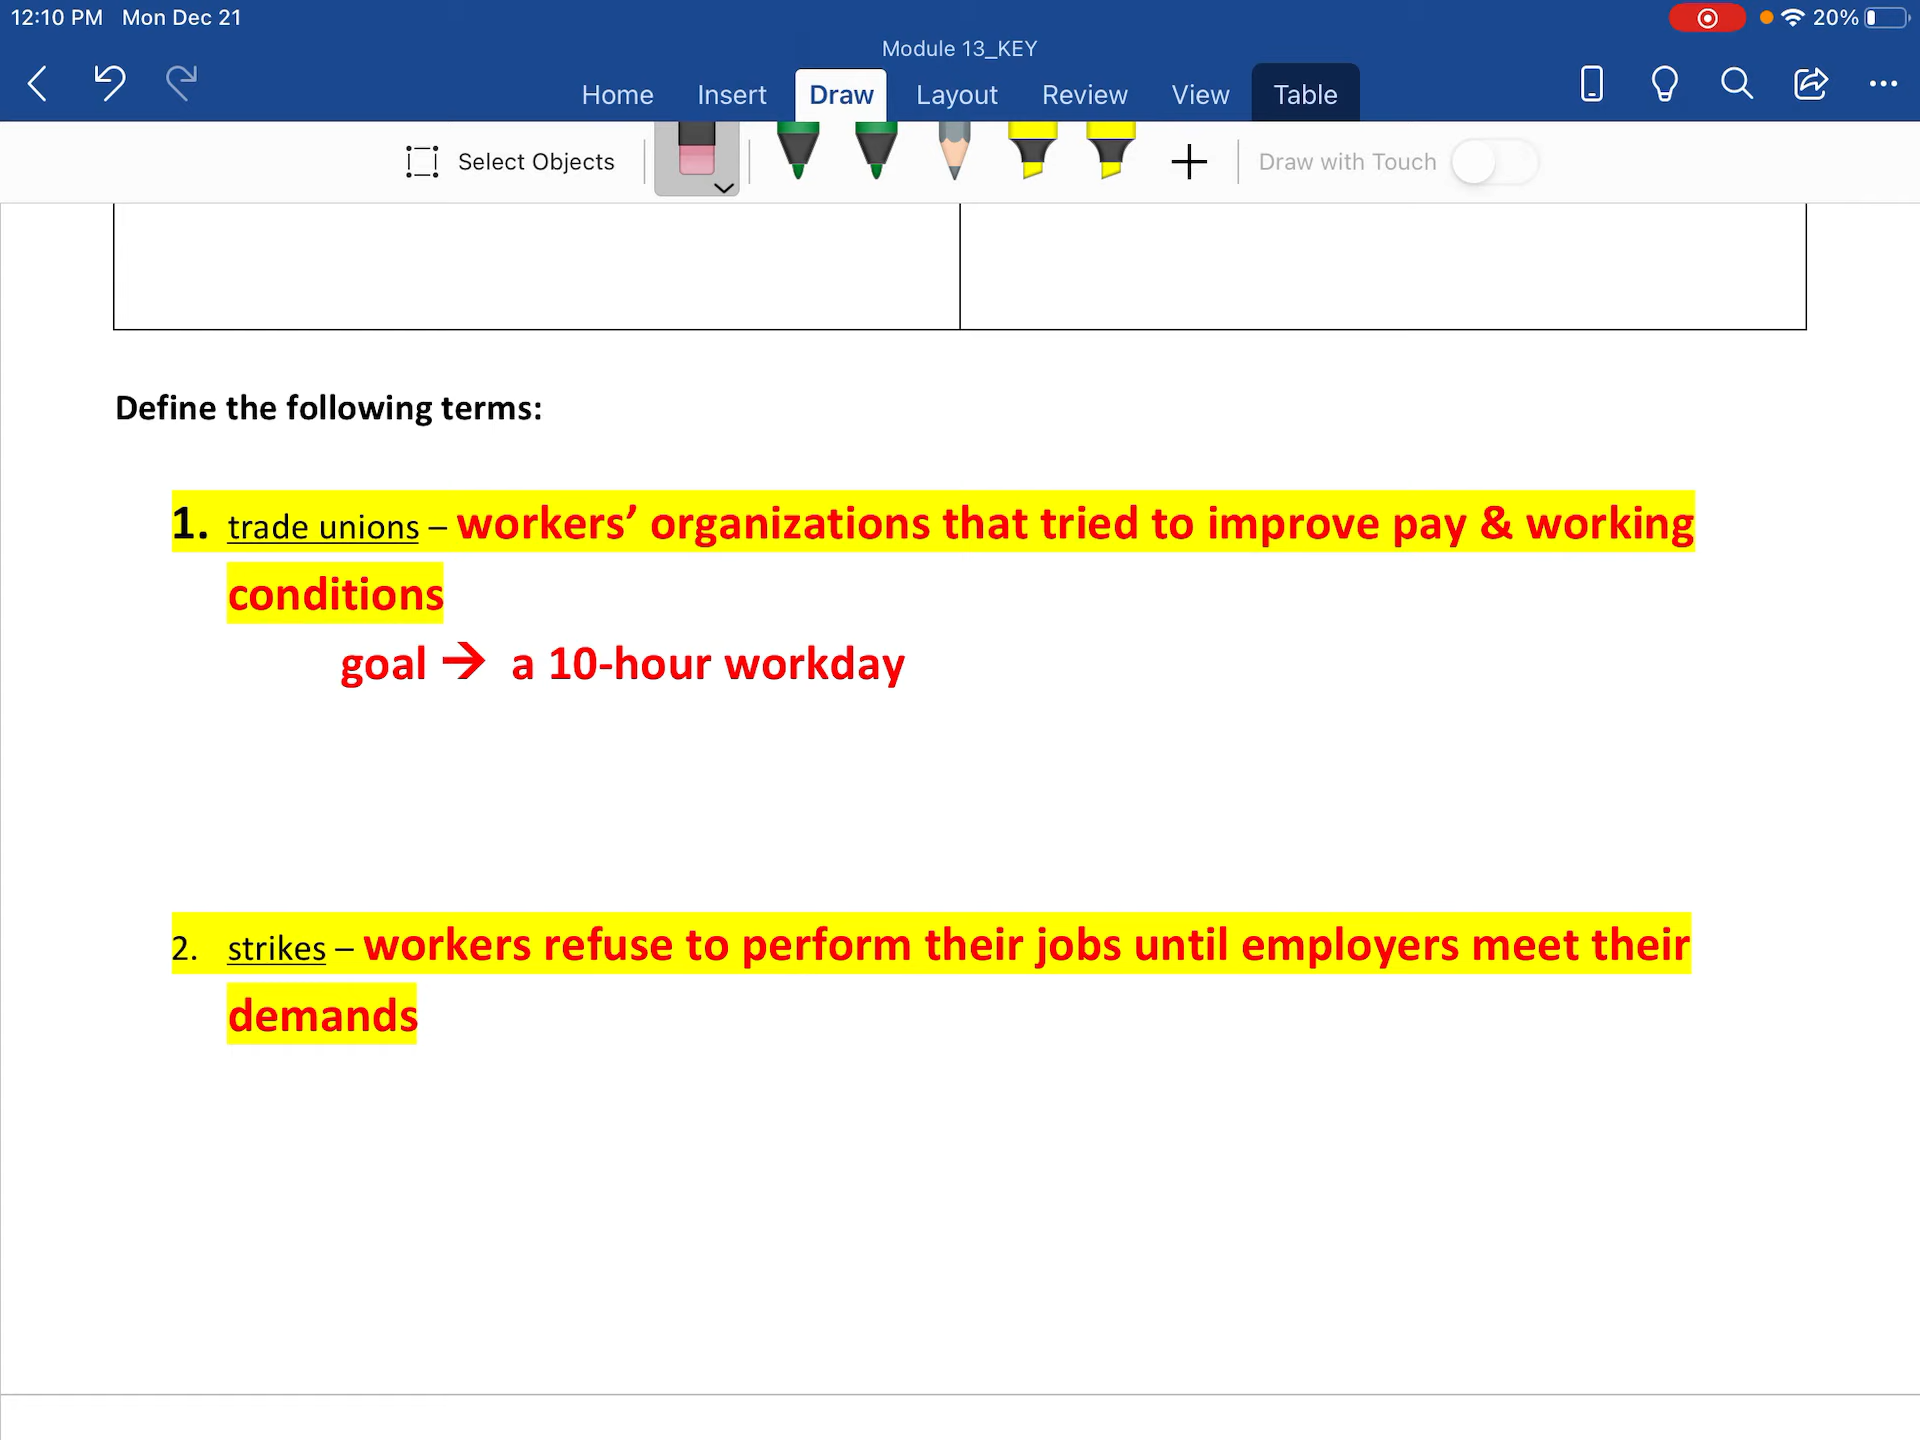 12:10 PM Mon Dec 21
20%
Module 13_KEY
Home Insert Draw Layout Review View Table
Select Objects
Draw with Touch
Define the following terms:
1. trade unions – workers’ organizations that tried to improve pay & working
conditions
goal → a 10-hour workday
2. strikes – workers refuse to perform their jobs until employers meet their
demands